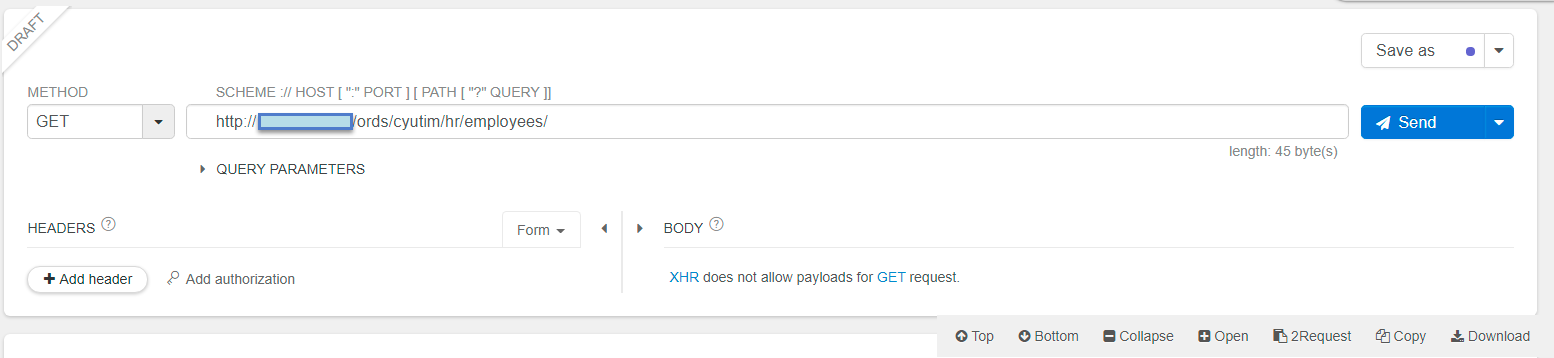 DRAFT
Save as
METHOD
SCHEME :// HOST [ ":" PORT ] [ PATH [ "?" QUERY ]]
GET
http:// /ords/cyutim/hr/employees/
Send
length: 45 byte(s)
QUERY PARAMETERS
HEADERS ?
Form
BODY ?
+ Add header
Add authorization
XHR does not allow payloads for GET request.
Top
Bottom
Collapse
Open
2Request
Copy
Download